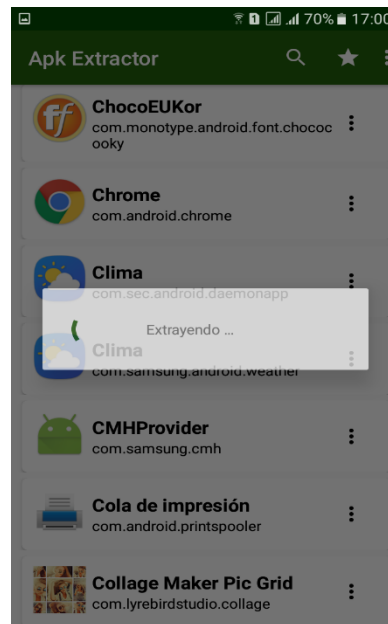 1 70% 17:00
Apk Extractor
ChocoEUKor
com.monotype.android.font.chococ
ooky
Chrome
com.android.chrome
Clima
com.sec.android.daemonapp
Extrayendo ...
Clima
com.samsung.android.weather
CMHProvider
com.samsung.cmh
Cola de impresión
com.android.printspooler
Collage Maker Pic Grid
com.lyrebirdstudio.collage